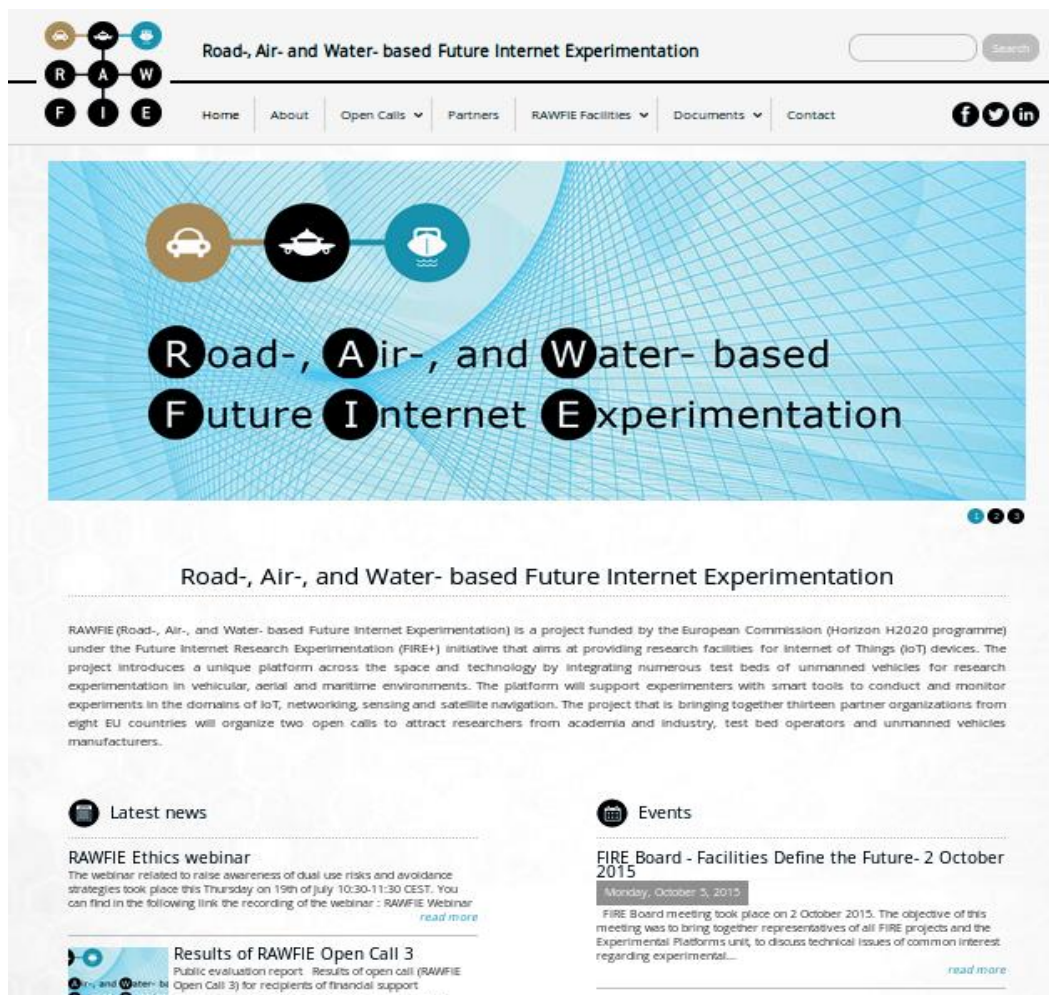 Road-, Air- and Water- based Future Internet Experimentation
Search
R A W
F I E
Home
About
Open Calls
Partners
RAWFIE Facilities
Documents
Contact
Road-, Air-, and Water- based
Future Internet Experimentation
1 2 3
Road-, Air-, and Water- based Future Internet Experimentation
RAWFIE (Road-, Air-, and Water- based Future Internet Experimentation) is a project funded by the European Commission (Horizon H2020 programme)
under the Future Internet Research Experimentation (FIRE+) initiative that aims at providing research facilities for Internet of Things (IoT) devices. The
project introduces a unique platform across the space and technology by integrating numerous test beds of unmanned vehicles for research
experimentation in vehicular, aerial and maritime environments. The platform will support experimenters with smart tools to conduct and monitor
experiments in the domains of IoT, networking, sensing and satellite navigation. The project that is bringing together thirteen partner organizations from
eight EU countries will organize two open calls to attract researchers from academia and industry, test bed operators and unmanned vehicles
manufacturers.
Latest news
RAWFIE Ethics webinar
The webinar related to raise awareness of dual use risks and avoidance
strategies took place this Thursday on 19th of July 10:30-11:30 CEST. You
can find in the following link the recording of the webinar : RAWFIE Webinar
read more
Results of RAWFIE Open Call 3
Public evaluation report Results of open call (RAWFIE
Open Call 3) for recipients of financial support
Events
FIRE Board - Facilities Define the Future- 2 October
2015
Monday, October 5, 2015
FIRE Board meeting took place on 2 October 2015. The objective of this
meeting was to bring together representatives of all FIRE projects and the
Experimental Platforms unit, to discuss technical issues of common interest
regarding experimental...
read more